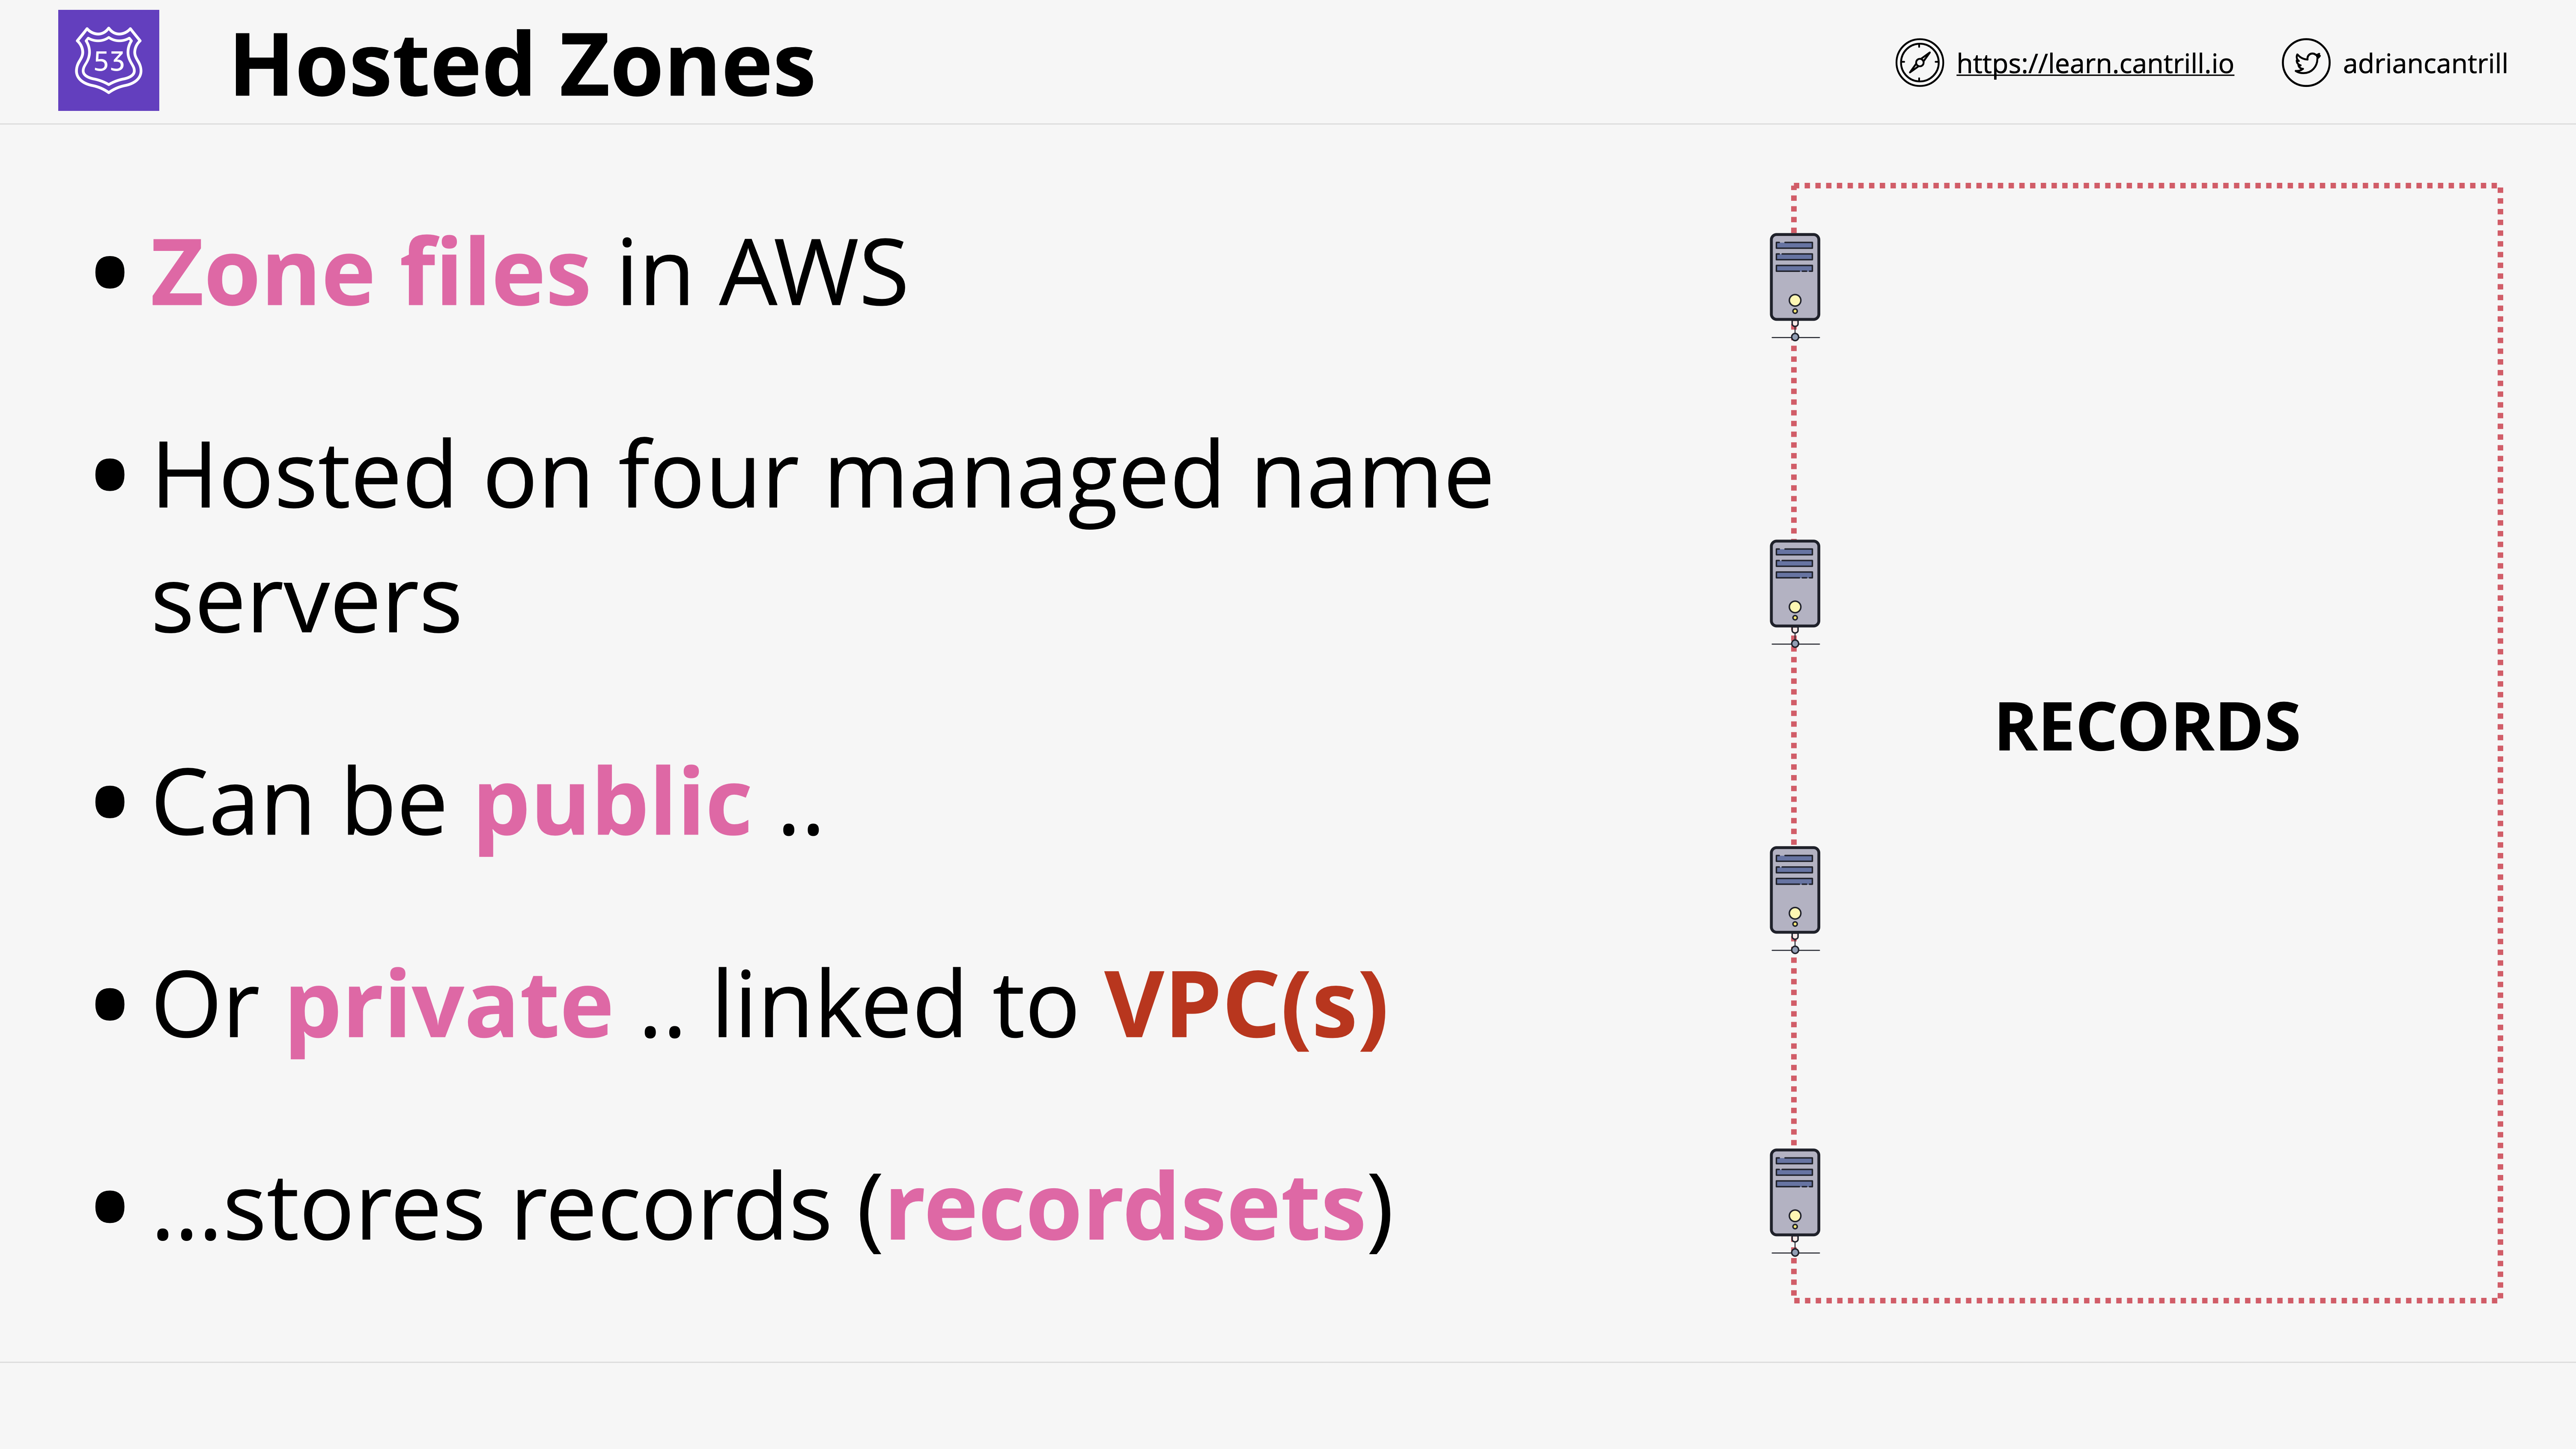 53
Hosted Zones
https://learn.cantrill.io
adriancantrill
• Zone files in AWS
• Hosted on four managed name
servers
• Can be public ..
• Or private .. linked to VPC(s)
• ...stores records (recordsets)
RECORDS